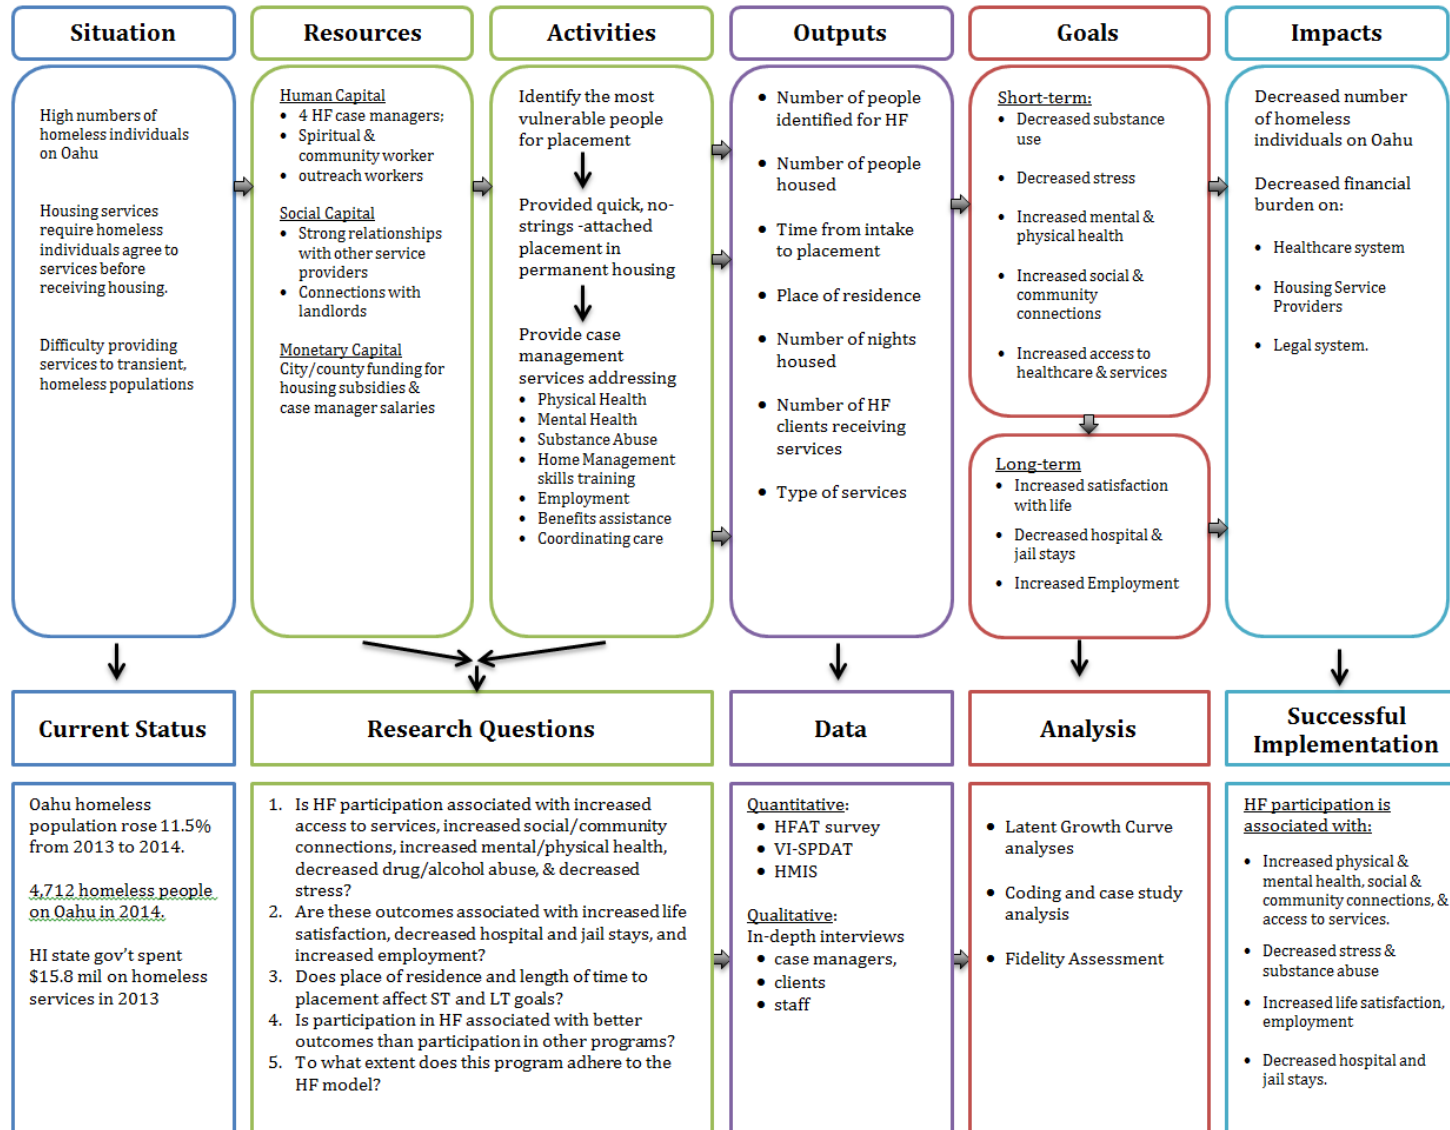 Situation
Resources
Activities
Outputs
Goals
Impacts
High numbers of
homeless individuals
on Oahu
Housing services
require homeless
individuals agree to
services before
receiving housing.
Difficulty providing
services to transient,
homeless populations
Human Capital
• 4 HF case managers;
• Spiritual &
community worker
• outreach workers
Social Capital
• Strong relationships
with other service
providers
• Connections with
landlords
Monetary Capital
City/county funding for
housing subsidies &
case manager salaries
Identify the most
vulnerable people
for placement
Provided quick, no-
strings -attached
placement in
permanent housing
Provide case
management
services addressing
• Physical Health
• Mental Health
• Substance Abuse
• Home Management
skills training
• Employment
• Benefits assistance
• Coordinating care
• Number of people
identified for HF
• Number of people
housed
• Time from intake
to placement
• Place of residence
• Number of nights
housed
• Number of HF
clients receiving
services
• Type of services
Short-term:
• Decreased substance
use
• Decreased stress
• Increased mental &
physical health
• Increased social &
community
connections
• Increased access to
healthcare & services
Long-term
• Increased satisfaction
with life
• Decreased hospital &
jail stays
• Increased Employment
Decreased number
of homeless
individuals on Oahu
Decreased financial
burden on:
• Healthcare system
• Housing Service
Providers
• Legal system.
Current Status
Research Questions
Data
Analysis
Successful
Implementation
Oahu homeless
population rose 11.5%
from 2013 to 2014.
4,712 homeless people
on Oahu in 2014.
HI state gov't spent
$15.8 mil on homeless
services in 2013
1. Is HF participation associated with increased
access to services, increased social/community
connections, increased mental/physical health,
decreased drug/alcohol abuse, & decreased
stress?
2. Are these outcomes associated with increased life
satisfaction, decreased hospital and jail stays, and
increased employment?
3. Does place of residence and length of time to
placement affect ST and LT goals?
4. Is participation in HF associated with better
outcomes than participation in other programs?
5. To what extent does this program adhere to the
HF model?
Quantitative:
• HFAT survey
• VI-SPDAT
• HMIS
Qualitative:
In-depth interviews
• case managers,
• clients
• staff
• Latent Growth Curve
analyses
• Coding and case study
analysis
• Fidelity Assessment
HF participation is
associated with:
• Increased physical &
mental health, social &
community connections, &
access to services.
• Decreased stress &
substance abuse
• Increased life satisfaction,
employment
• Decreased hospital and
jail stays.